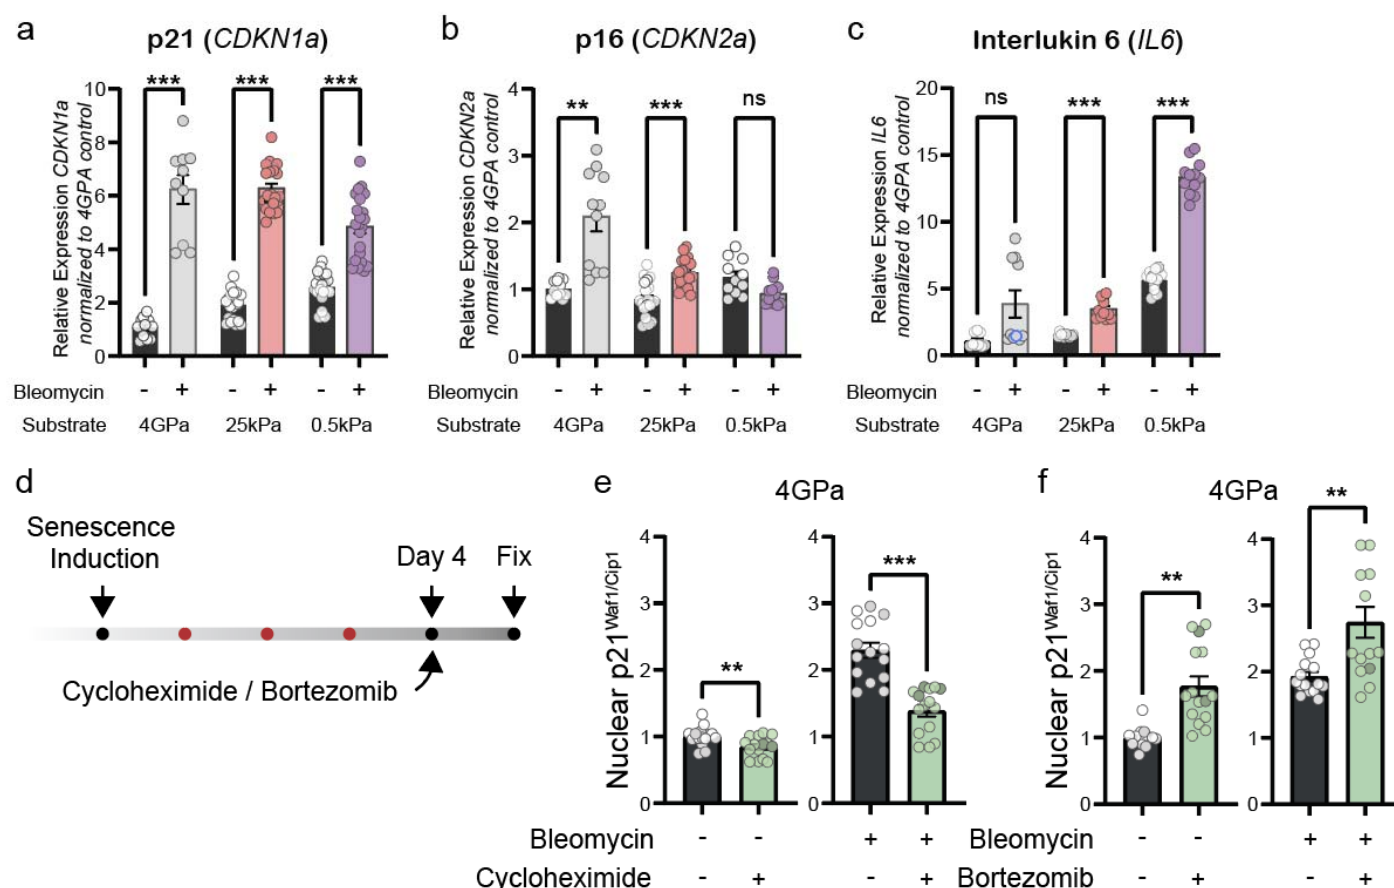 a
p21 (CDKN1a)
Relative Expression CDKN1a
normalized to 4GPA control
10
8
6
4
2
0
***
***
***
Bleomycin - + - + - +
Substrate 4GPa 25kPa 0.5kPa
b
p16 (CDKN2a)
Relative Expression CDKN2a
normalized to 4GPA control
4
3
2
1
0
**
***
ns
Bleomycin - + - + - +
Substrate 4GPa 25kPa 0.5kPa
c
Interlukin 6 (IL6)
Relative Expression IL6
normalized to 4GPA control
20
15
10
5
0
ns
***
***
Bleomycin - + - + - +
Substrate 4GPa 25kPa 0.5kPa
d
Senescence
Induction
Day 4
Fix
Cycloheximide / Bortezomib
e
4GPa
Nuclear p21Waf1/Cip1
4
3
2
1
0
**
4
3
2
1
0
***
Bleomycin - - + +
Cycloheximide - + - +
f
4GPa
Nuclear p21Waf1/Cip1
4
3
2
1
0
**
4
3
2
1
0
**
Bleomycin - - + +
Bortezomib - + - +